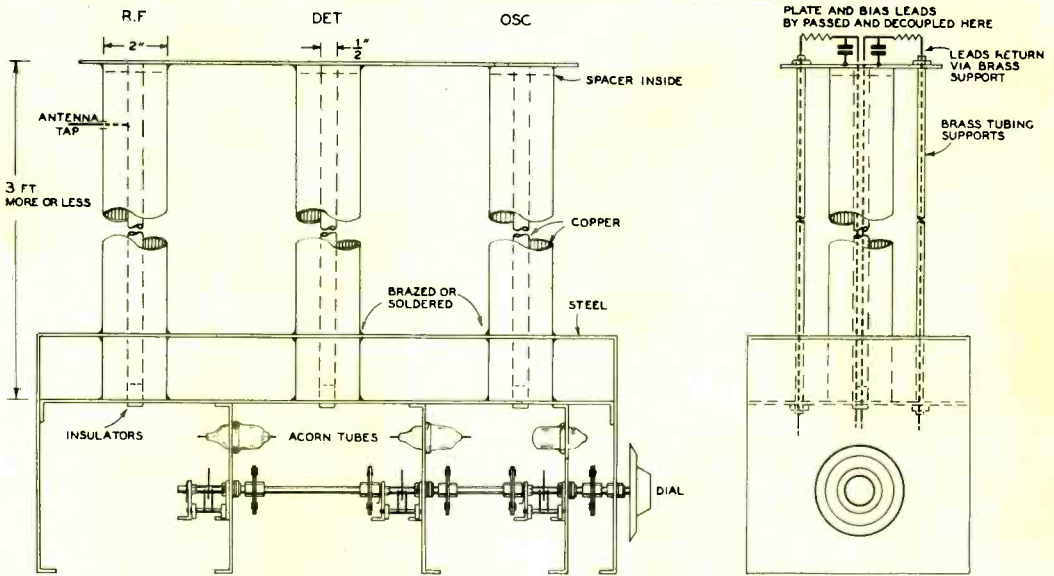 R.F
DET
OSC
2"
1/2"
SPACER INSIDE
ANTENNA
TAP
3 FT.
MORE OR LESS
COPPER
BRAZED OR
SOLDERED
STEEL
INSULATORS
ACORN TUBES
DIAL
PLATE AND BIAS LEADS
BY PASSED AND DECOUPLED HERE
LEADS RETURN
VIA BRASS
SUPPORT
BRASS TUBING
SUPPORTS